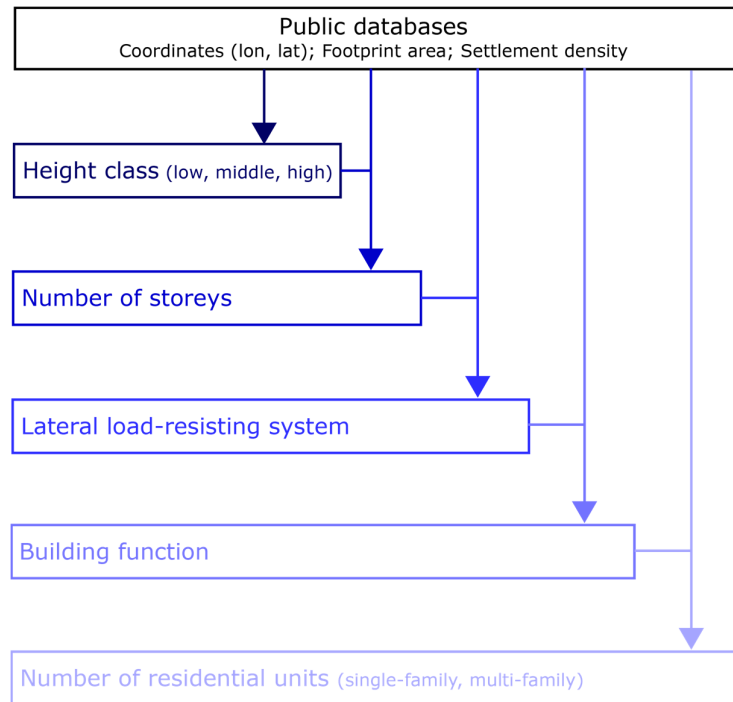 Public databases
Coordinates (lon, lat); Footprint area; Settlement density
Height class (low, middle, high)
Number of storeys
Lateral load-resisting system
Building function
Number of residential units (single-family, multi-family)